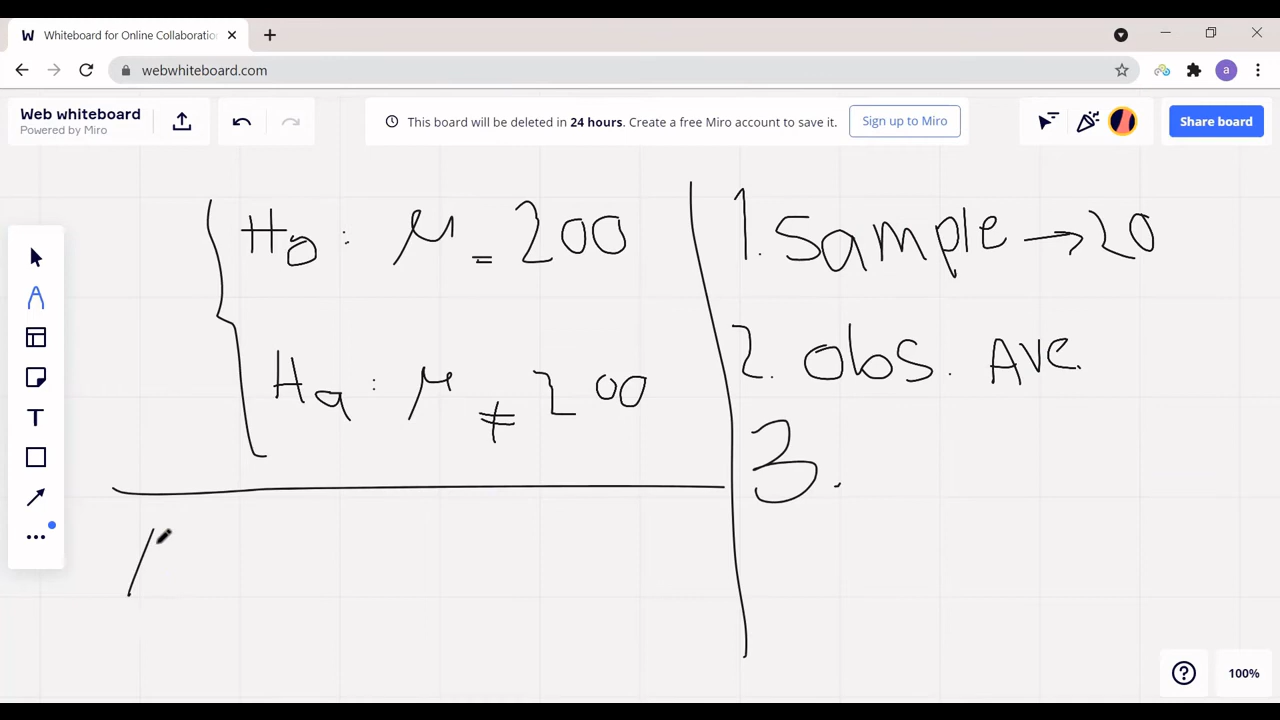 Whiteboard for Online Collaboration
webwhiteboard.com
a
Web whiteboard
Powered by Miro
This board will be deleted in 24 hours. Create a free Miro account to save it.
Sign up to Miro
Share board
T
H0 : μ = 200
Ha : μ ≠ 200
1. Sample → 20
2. Obs. Ave.
3.
100%